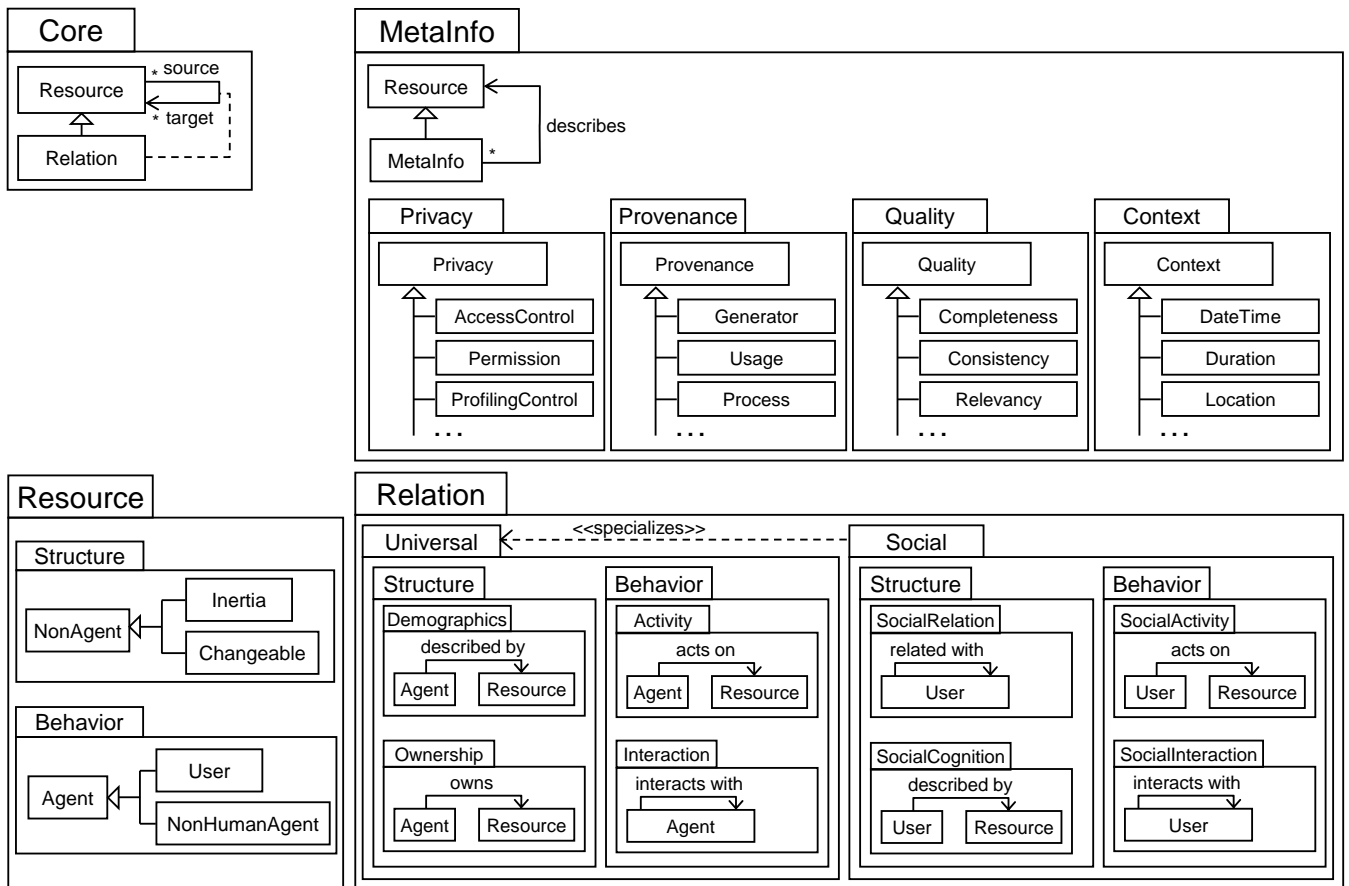 Core
Resource
* source
* target
Relation
MetaInfo
Resource
describes
MetaInfo
*
Privacy
Privacy
AccessControl
Permission
ProfilingControl
...
Provenance
Provenance
Generator
Usage
Process
...
Quality
Quality
Completeness
Consistency
Relevancy
...
Context
Context
DateTime
Duration
Location
...
Resource
Structure
NonAgent
Inertia
Changeable
Behavior
Agent
User
NonHumanAgent
Relation
<<specializes>>
Universal
Structure
Demographics
described by
Agent
Resource
Ownership
owns
Agent
Resource
Behavior
Activity
acts on
Agent
Resource
Interaction
interacts with
Agent
Social
Structure
SocialRelation
related with
User
SocialCognition
described by
User
Resource
Behavior
SocialActivity
acts on
User
Resource
SocialInteraction
interacts with
User